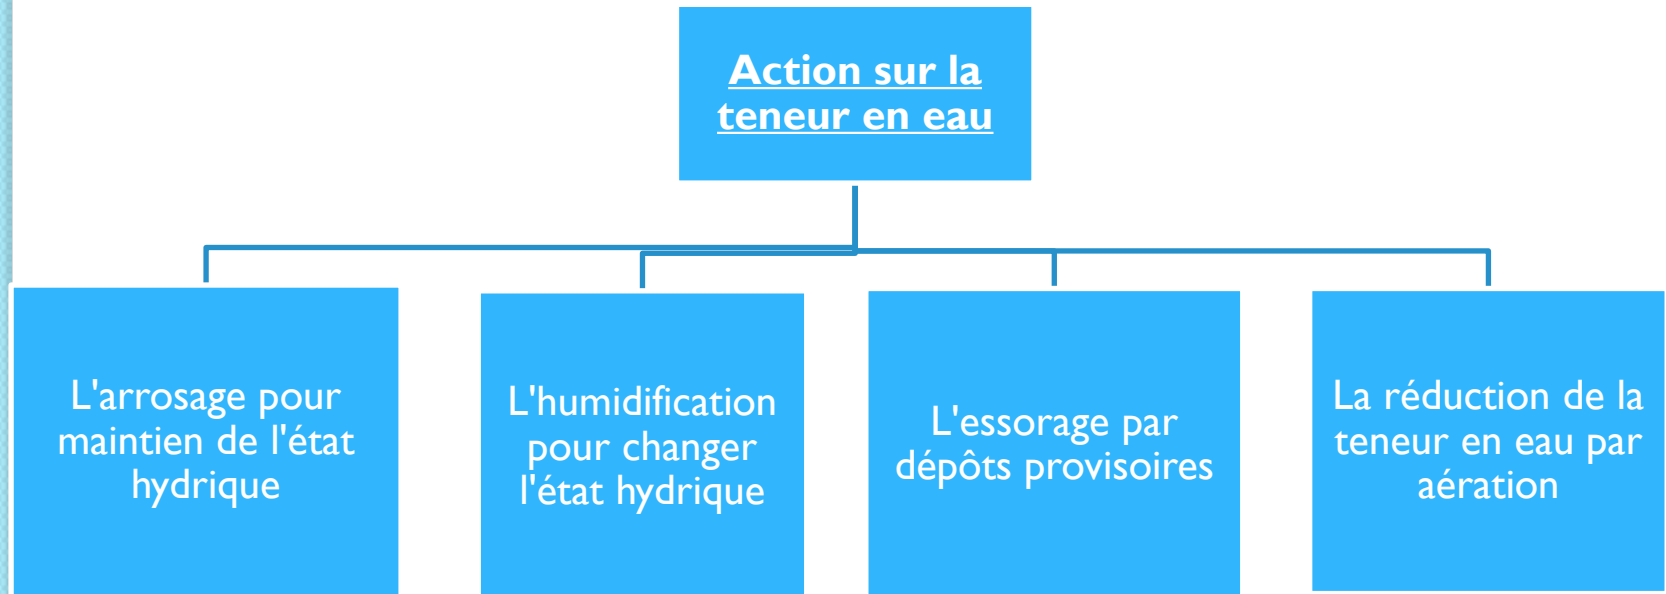 Action sur la
teneur en eau
L'arrosage pour
maintien de l'état
hydrique
L'humidification
pour changer
l'état hydrique
L'essorage par
dépôts provisoires
La réduction de la
teneur en eau par
aération